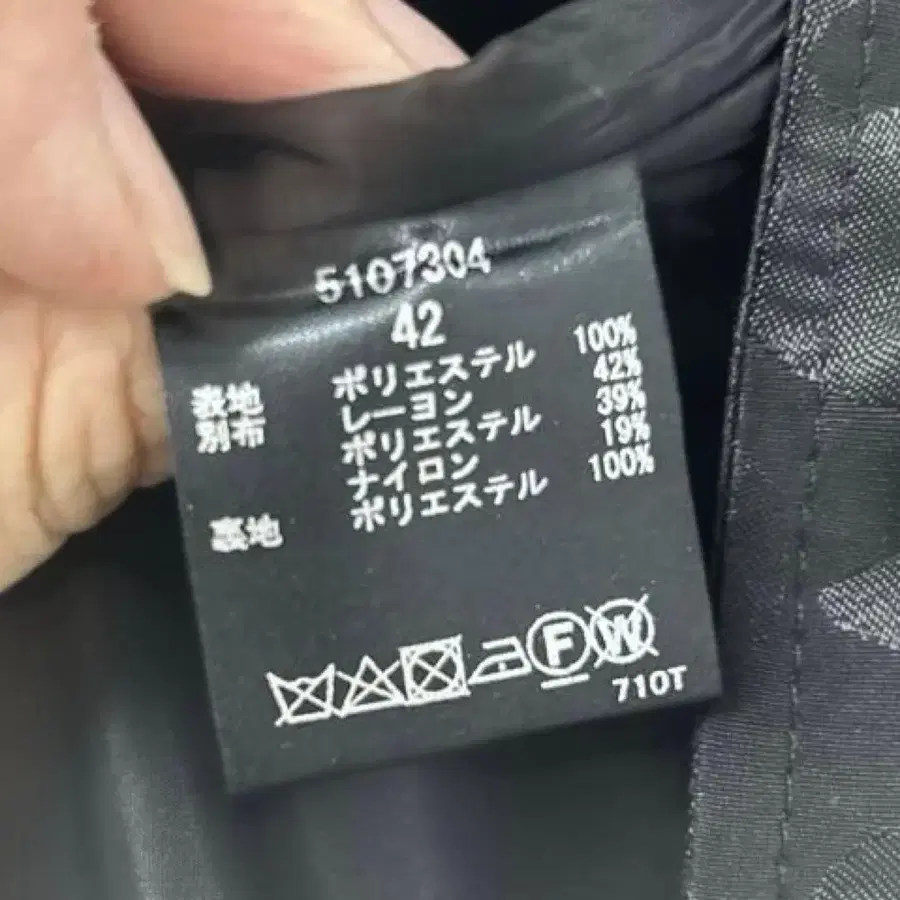 5107304
42
表地 ポリエステル 100%
別布 レーヨン 42%
ポリエステル 39%
ナイロン 19%
裏地 ポリエステル 100%
F W
710T